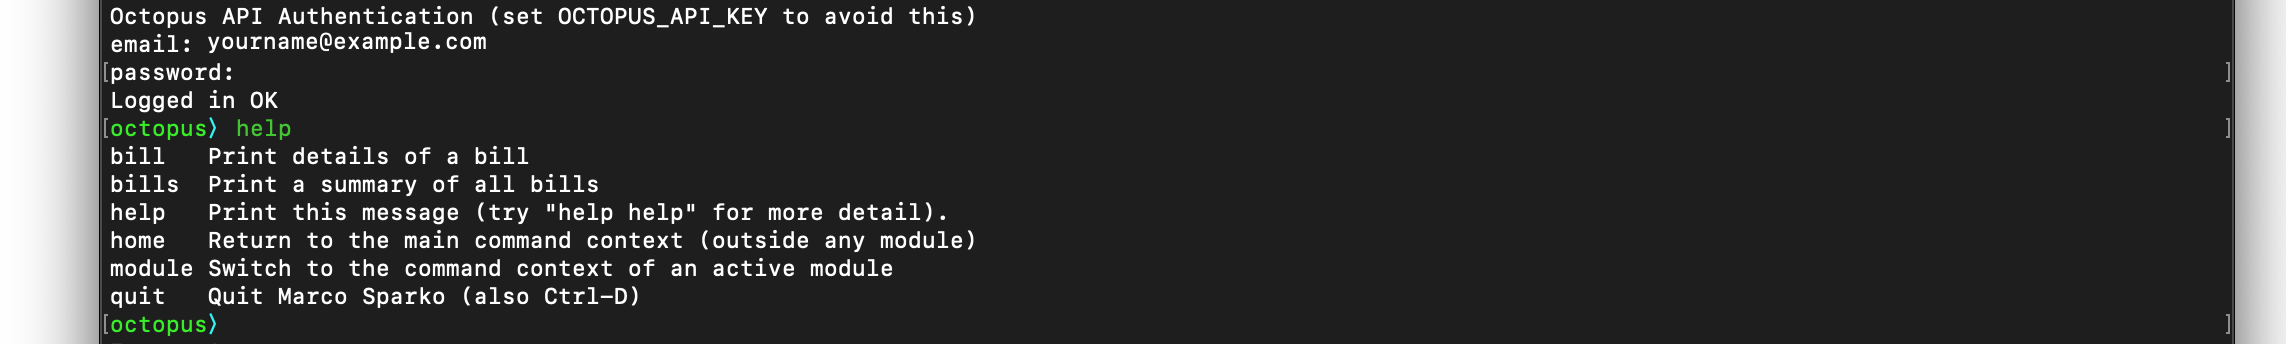 Octopus API Authentication (set OCTOPUS_API_KEY to avoid this)
email: yourname@example.com
[password: ]
Logged in OK
[octopus⟩ help ]
bill   Print details of a bill
bills  Print a summary of all bills
help   Print this message (try "help help" for more detail).
home   Return to the main command context (outside any module)
module Switch to the command context of an active module
quit   Quit Marco Sparko (also Ctrl-D)
[octopus⟩ ]